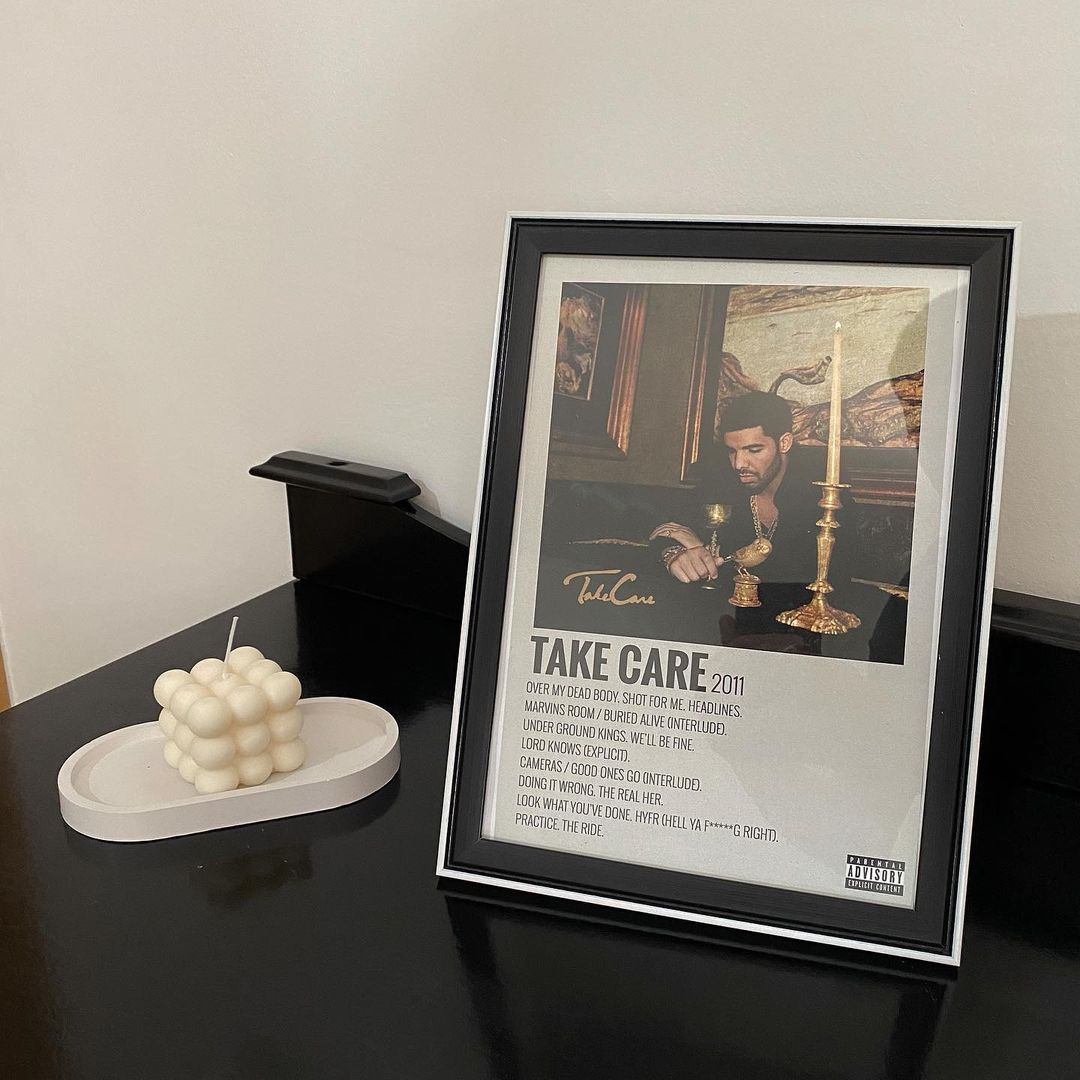 Take Care
TAKE CARE 2011
OVER MY DEAD BODY. SHOT FOR ME. HEADLINES.
MARVINS ROOM / BURIED ALIVE (INTERLUDE).
UNDER GROUND KINGS. WE'LL BE FINE.
LORD KNOWS (EXPLICIT).
CAMERAS / GOOD ONES GO (INTERLUDE).
DOING IT WRONG. THE REAL HER.
LOOK WHAT YOU'VE DONE. HYFR (HELL YA F*****G RIGHT).
PRACTICE. THE RIDE.
PARENTAL
ADVISORY
EXPLICIT CONTENT